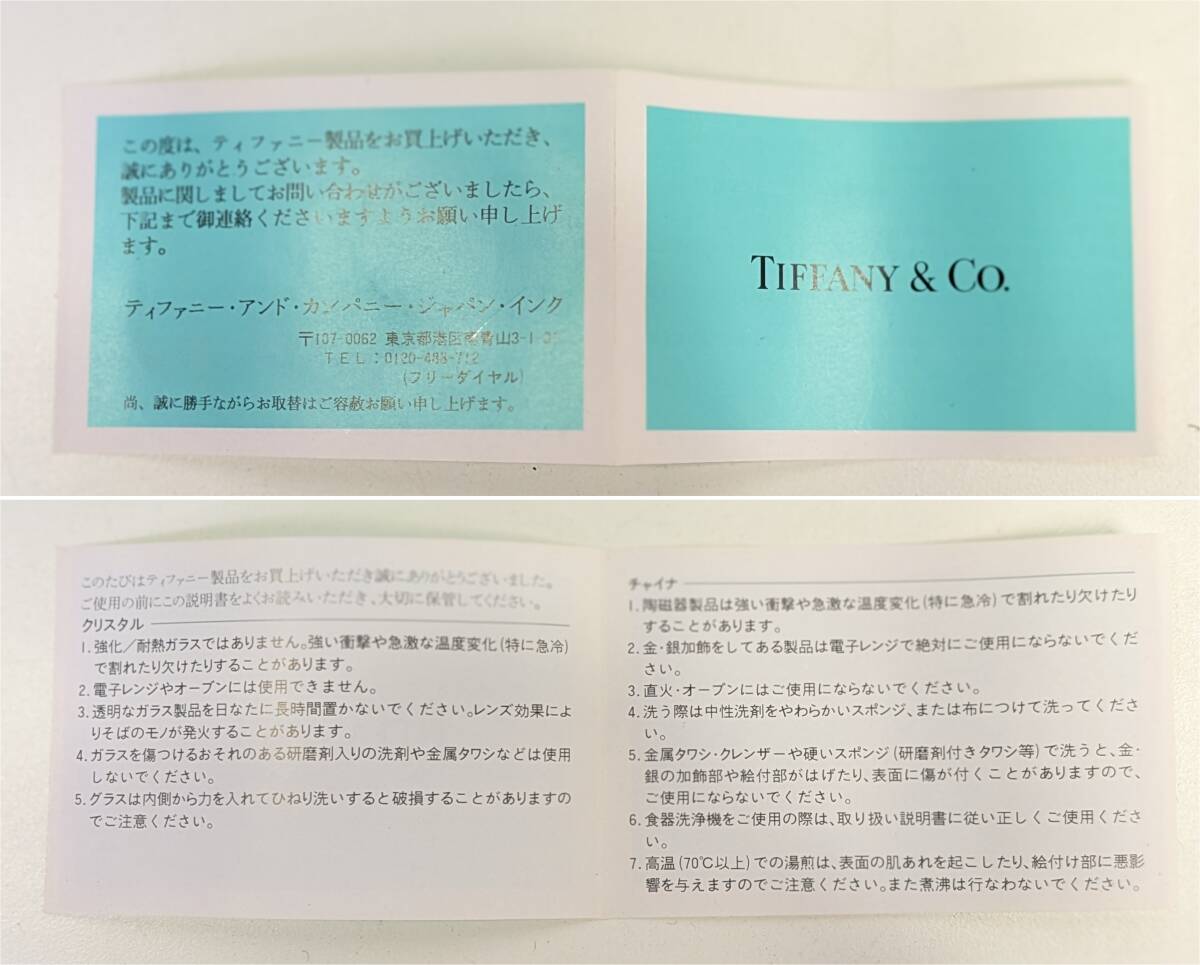 この度は、ティファニー製品をお買上げいただき、
誠にありがとうございます。
製品に関しましてお問い合わせがございましたら、
下記まで御連絡くださいますようお願い申し上げ
ます。
ティファニー・アンド・カンパニー・ジャパン・インク
〒107-0062 東京都港区南青山3-1-
TEL:0120-488-712
(フリーダイヤル)
尚、誠に勝手ながらお取替はご容赦お願い申し上げます。
TIFFANY & CO.
このたびはティファニー製品をお買上げいただき誠にありがとうございました。
ご使用の前にこの説明書をよくお読みいただき、大切に保管してください。
クリスタル
1.強化/耐熱ガラスではありません。強い衝撃や急激な温度変化(特に急冷)
で割れたり欠けたりすることがあります。
2.電子レンジやオーブンには使用できません。
3.透明なガラス製品を日なたに長時間置かないでください。レンズ効果によ
りそばのモノが発火することがあります。
4.ガラスを傷つけるおそれのある研磨剤入りの洗剤や金属タワシなどは使用
しないでください。
5.グラスは内側から力を入れてひねり洗いすると破損することがありますの
でご注意ください。
チャイナ
1.陶磁器製品は強い衝撃や急激な温度変化(特に急冷)で割れたり欠けたり
することがあります。
2.金・銀加飾をしてある製品は電子レンジで絶対にご使用にならないでくだ
さい。
3.直火・オーブンにはご使用にならないでください。
4.洗う際は中性洗剤をやわらかいスポンジ、または布につけて洗ってくださ
い。
5.金属タワシ・クレンザーや硬いスポンジ(研磨剤付きタワシ等)で洗うと、金・
銀の加飾部や絵付部がはげたり、表面に傷が付くことがありますので、
ご使用にならないでください。
6.食器洗浄機をご使用の際は、取り扱い説明書に従い正しくご使用くださ
い。
7.高温(70℃以上)での湯煎は、表面の肌あれを起こしたり、絵付け部に悪影
響を与えますのでご注意ください。また煮沸は行なわないでください。